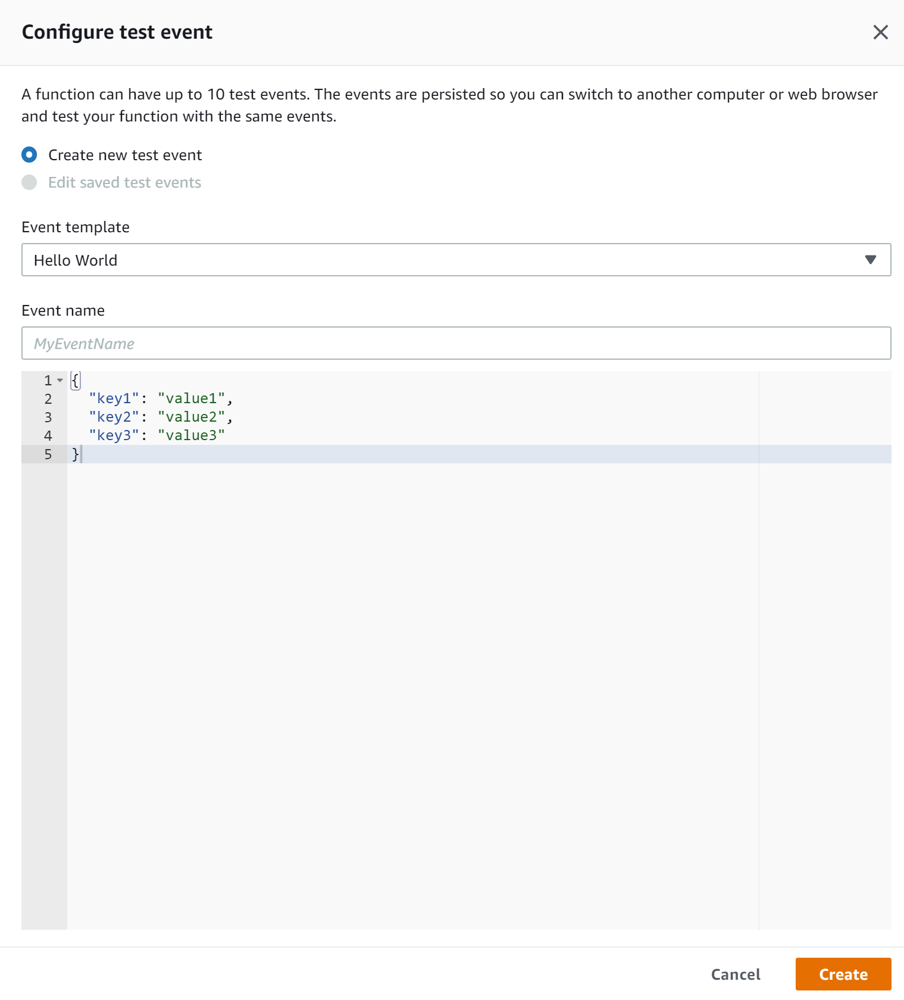 Configure test event
A function can have up to 10 test events. The events are persisted so you can switch to another computer or web browser
and test your function with the same events.
Create new test event
Edit saved test events
Event template
Hello World
Event name
MyEventName
1 {
2 "key1": "value1",
3 "key2": "value2",
4 "key3": "value3"
5 }
Cancel Create